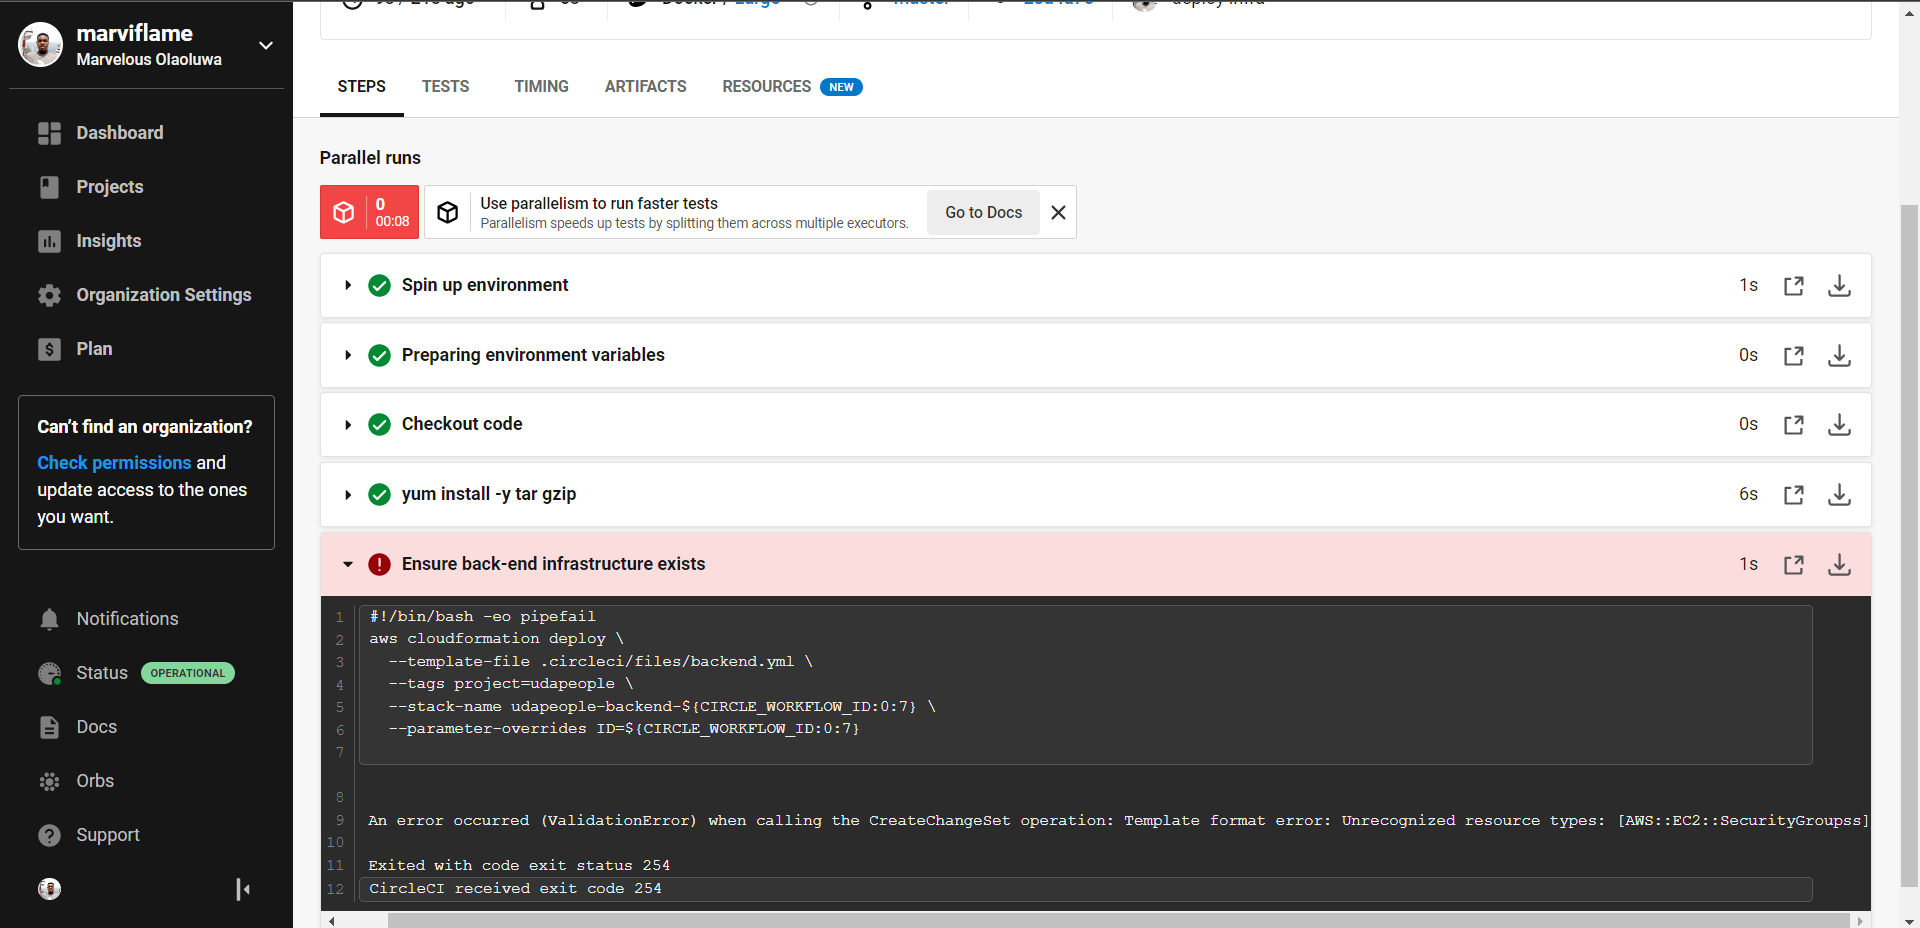 marviflame
Marvelous Olaoluwa
Dashboard
Projects
Insights
Organization Settings
Plan
Can't find an organization?
Check permissions and
update access to the ones
you want.
Notifications
Status OPERATIONAL
Docs
Orbs
Support
STEPS TESTS TIMING ARTIFACTS RESOURCES NEW
Parallel runs
0
00:08
Use parallelism to run faster tests
Parallelism speeds up tests by splitting them across multiple executors.
Go to Docs
Spin up environment 1s
Preparing environment variables 0s
Checkout code 0s
yum install -y tar gzip 6s
Ensure back-end infrastructure exists 1s
1 #!/bin/bash -eo pipefail
2 aws cloudformation deploy \
3 --template-file .circleci/files/backend.yml \
4 --tags project=udapeople \
5 --stack-name udapeople-backend-${CIRCLE_WORKFLOW_ID:0:7} \
6 --parameter-overrides ID=${CIRCLE_WORKFLOW_ID:0:7}
7
8
9 An error occurred (ValidationError) when calling the CreateChangeSet operation: Template format error: Unrecognized resource types: [AWS::EC2::SecurityGroupss]
10
11 Exited with code exit status 254
12 CircleCI received exit code 254